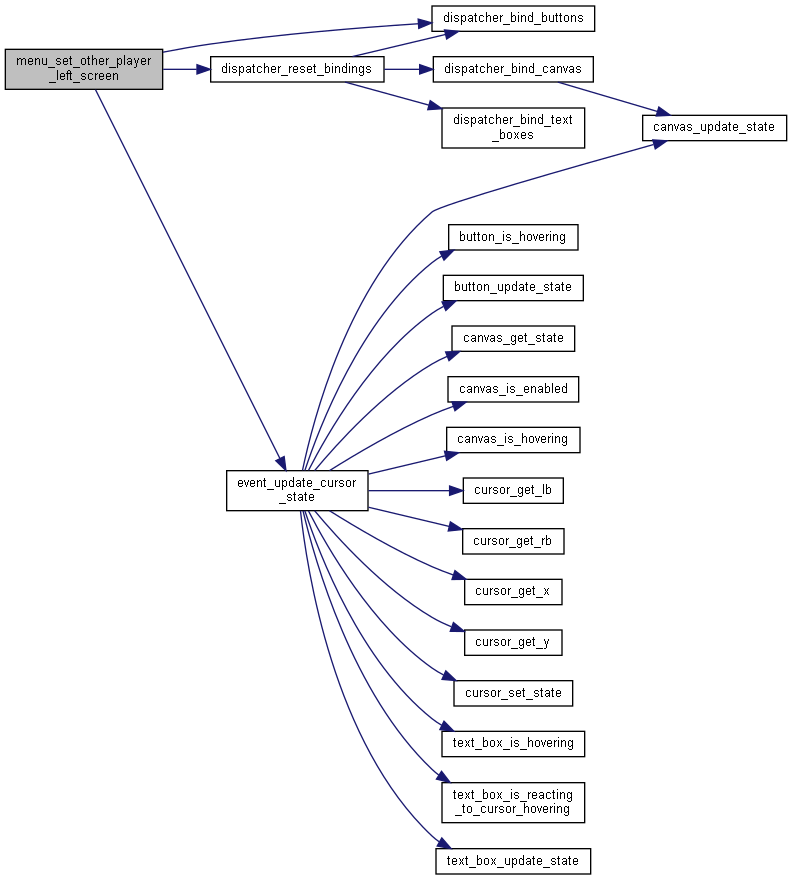 dispatcher_bind_buttons
menu_set_other_player
_left_screen
dispatcher_reset_bindings
dispatcher_bind_canvas
dispatcher_bind_text
_boxes
canvas_update_state
button_is_hovering
button_update_state
canvas_get_state
canvas_is_enabled
canvas_is_hovering
event_update_cursor
_state
cursor_get_lb
cursor_get_rb
cursor_get_x
cursor_get_y
cursor_set_state
text_box_is_hovering
text_box_is_reacting
_to_cursor_hovering
text_box_update_state